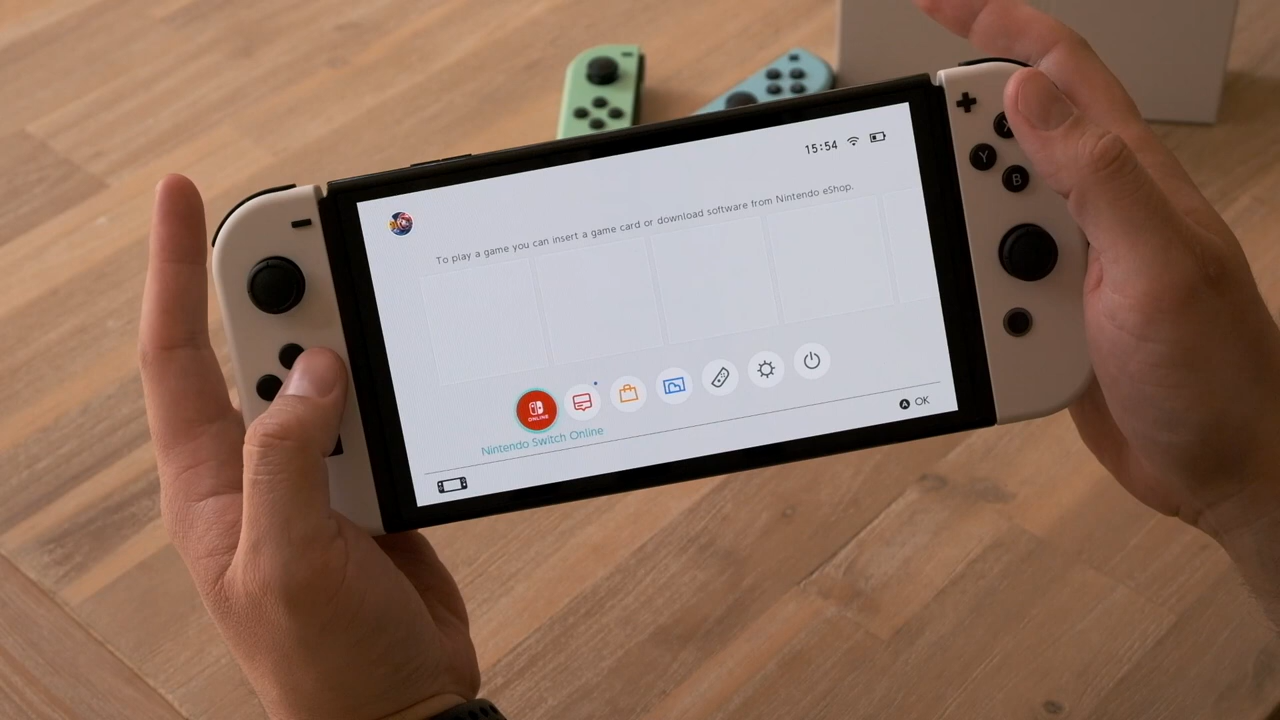 15:54
To play a game you can insert a game card or download software from Nintendo eShop.
ONLINE
Nintendo Switch Online
A OK
X
Y
B